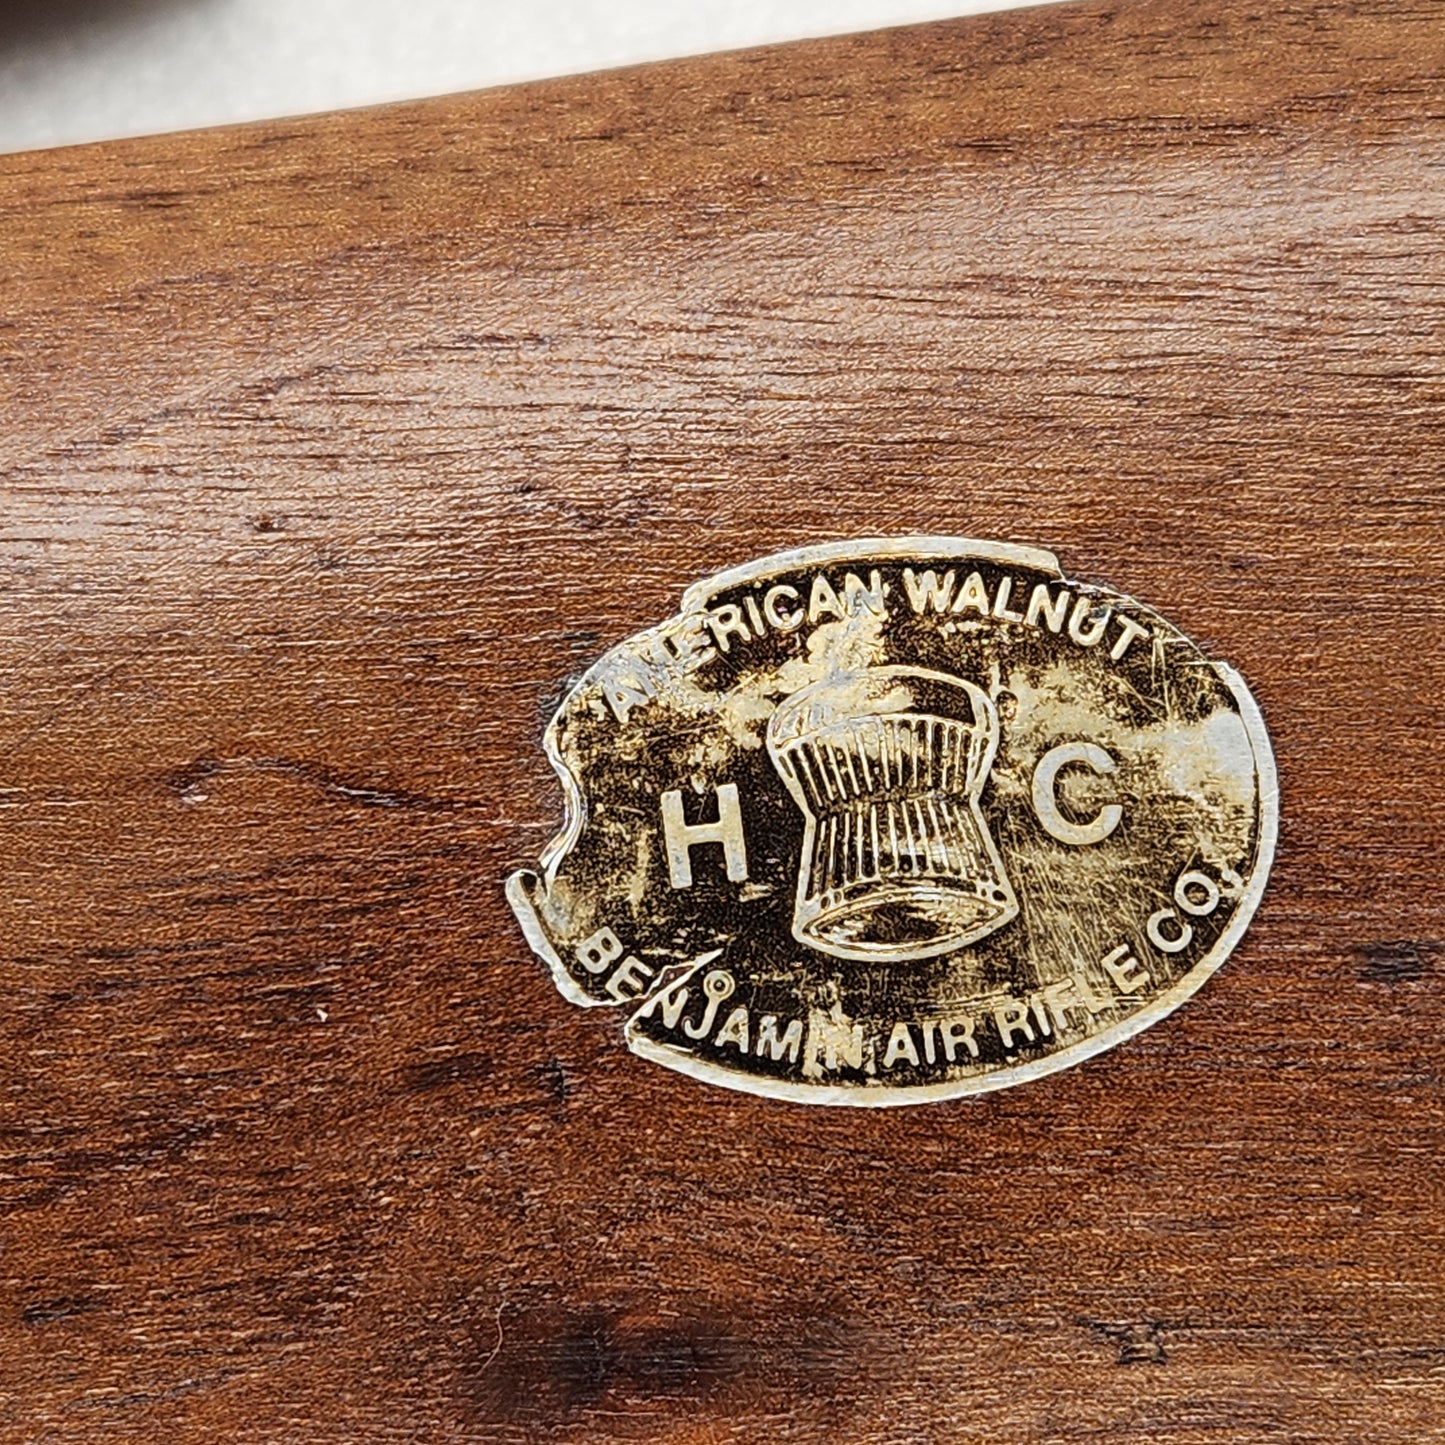 AMERICAN WALNUT
H C
BENJAMIN AIR RIFLE CO.